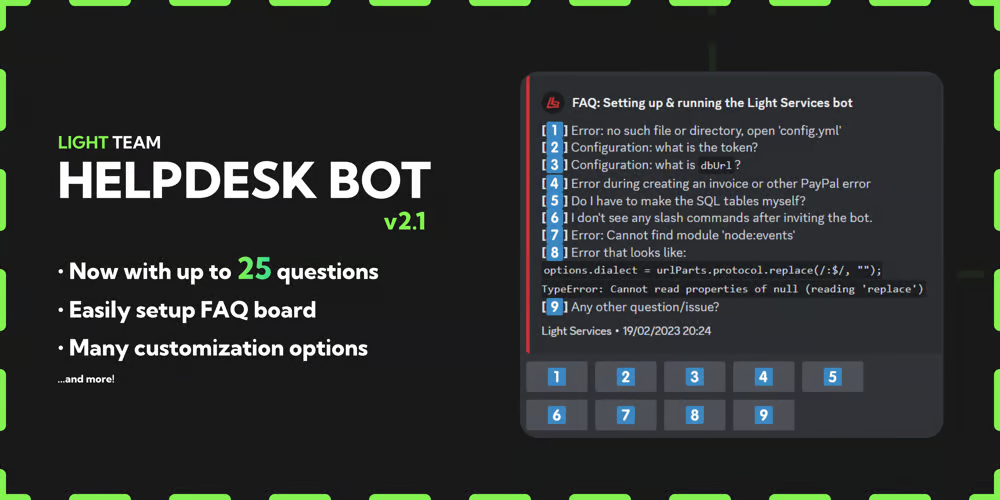 LIGHT TEAM
HELPDESK BOT
v2.1
· Now with up to 25 questions
· Easily setup FAQ board
· Many customization options
...and more!
FAQ: Setting up & running the Light Services bot
[1] Error: no such file or directory, open 'config.yml'
[2] Configuration: what is the token?
[3] Configuration: what is dbUrl?
[4] Error during creating an invoice or other PayPal error
[5] Do I have to make the SQL tables myself?
[6] I don't see any slash commands after inviting the bot.
[7] Error: Cannot find module 'node:events'
[8] Error that looks like:
options.dialect = urlParts.protocol.replace(/:$/, "");
TypeError: Cannot read properties of null (reading 'replace')
[9] Any other question/issue?
Light Services • 19/02/2023 20:24
1 2 3 4 5
6 7 8 9